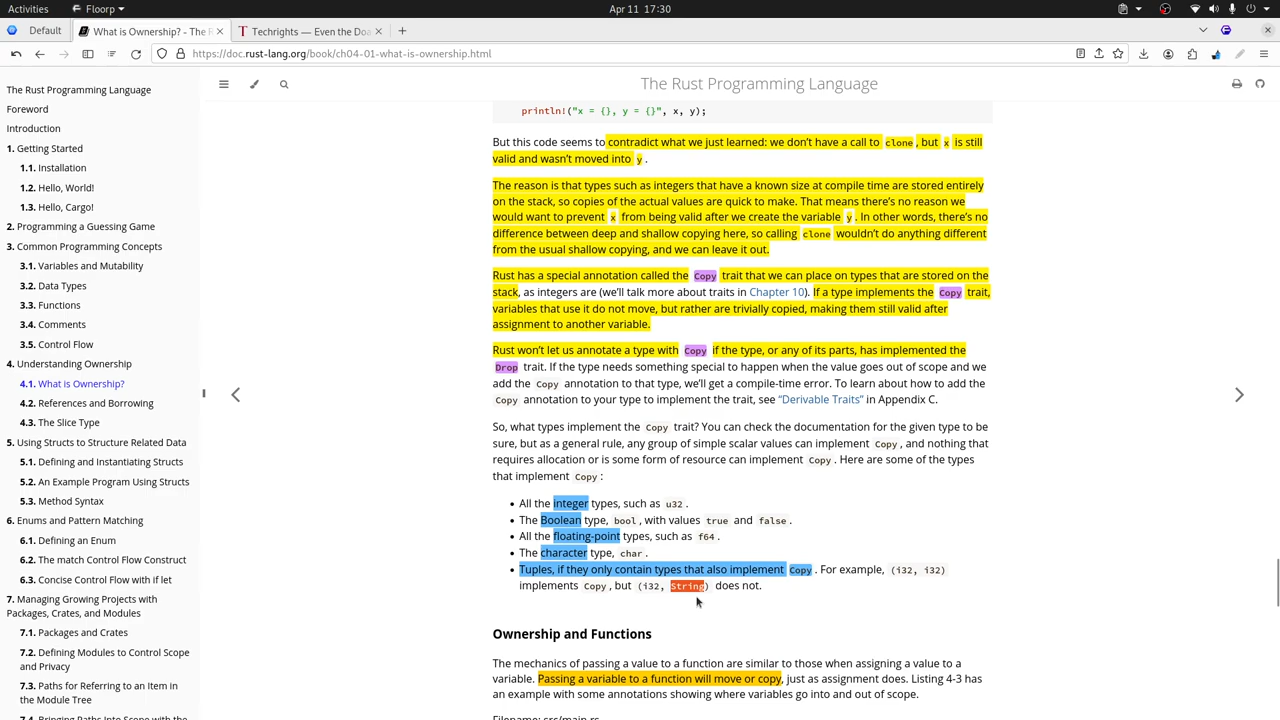 Activities
Floorp
Apr 11 17:30
Default
What is Ownership? - The R
Techrights — Even the Doa
https://doc.rust-lang.org/book/ch04-01-what-is-ownership.html
The Rust Programming Language
Foreword
Introduction
1. Getting Started
1.1. Installation
1.2. Hello, World!
1.3. Hello, Cargo!
2. Programming a Guessing Game
3. Common Programming Concepts
3.1. Variables and Mutability
3.2. Data Types
3.3. Functions
3.4. Comments
3.5. Control Flow
4. Understanding Ownership
4.1. What is Ownership?
4.2. References and Borrowing
4.3. The Slice Type
5. Using Structs to Structure Related Data
5.1. Defining and Instantiating Structs
5.2. An Example Program Using Structs
5.3. Method Syntax
6. Enums and Pattern Matching
6.1. Defining an Enum
6.2. The match Control Flow Construct
6.3. Concise Control Flow with if let
7. Managing Growing Projects with
Packages, Crates, and Modules
7.1. Packages and Crates
7.2. Defining Modules to Control Scope
and Privacy
7.3. Paths for Referring to an Item in
the Module Tree
7.4. Bringing Paths Into Scope with the
The Rust Programming Language
println!("x = {}, y = {}", x, y);
But this code seems to contradict what we just learned: we don't have a call to clone, but x is still
valid and wasn't moved into y.
The reason is that types such as integers that have a known size at compile time are stored entirely
on the stack, so copies of the actual values are quick to make. That means there's no reason we
would want to prevent x from being valid after we create the variable y. In other words, there's no
difference between deep and shallow copying here, so calling clone wouldn't do anything different
from the usual shallow copying, and we can leave it out.
Rust has a special annotation called the Copy trait that we can place on types that are stored on the
stack, as integers are (we'll talk more about traits in Chapter 10). If a type implements the Copy trait,
variables that use it do not move, but rather are trivially copied, making them still valid after
assignment to another variable.
Rust won't let us annotate a type with Copy if the type, or any of its parts, has implemented the
Drop trait. If the type needs something special to happen when the value goes out of scope and we
add the Copy annotation to that type, we'll get a compile-time error. To learn about how to add the
Copy annotation to your type to implement the trait, see “Derivable Traits” in Appendix C.
So, what types implement the Copy trait? You can check the documentation for the given type to be
sure, but as a general rule, any group of simple scalar values can implement Copy, and nothing that
requires allocation or is some form of resource can implement Copy. Here are some of the types
that implement Copy:
• All the integer types, such as u32.
• The Boolean type, bool, with values true and false.
• All the floating-point types, such as f64.
• The character type, char.
• Tuples, if they only contain types that also implement Copy. For example, (i32, i32)
implements Copy, but (i32, String) does not.
Ownership and Functions
The mechanics of passing a value to a function are similar to those when assigning a value to a
variable. Passing a variable to a function will move or copy, just as assignment does. Listing 4-3 has
an example with some annotations showing where variables go into and out of scope.
Filename: src/main.rs